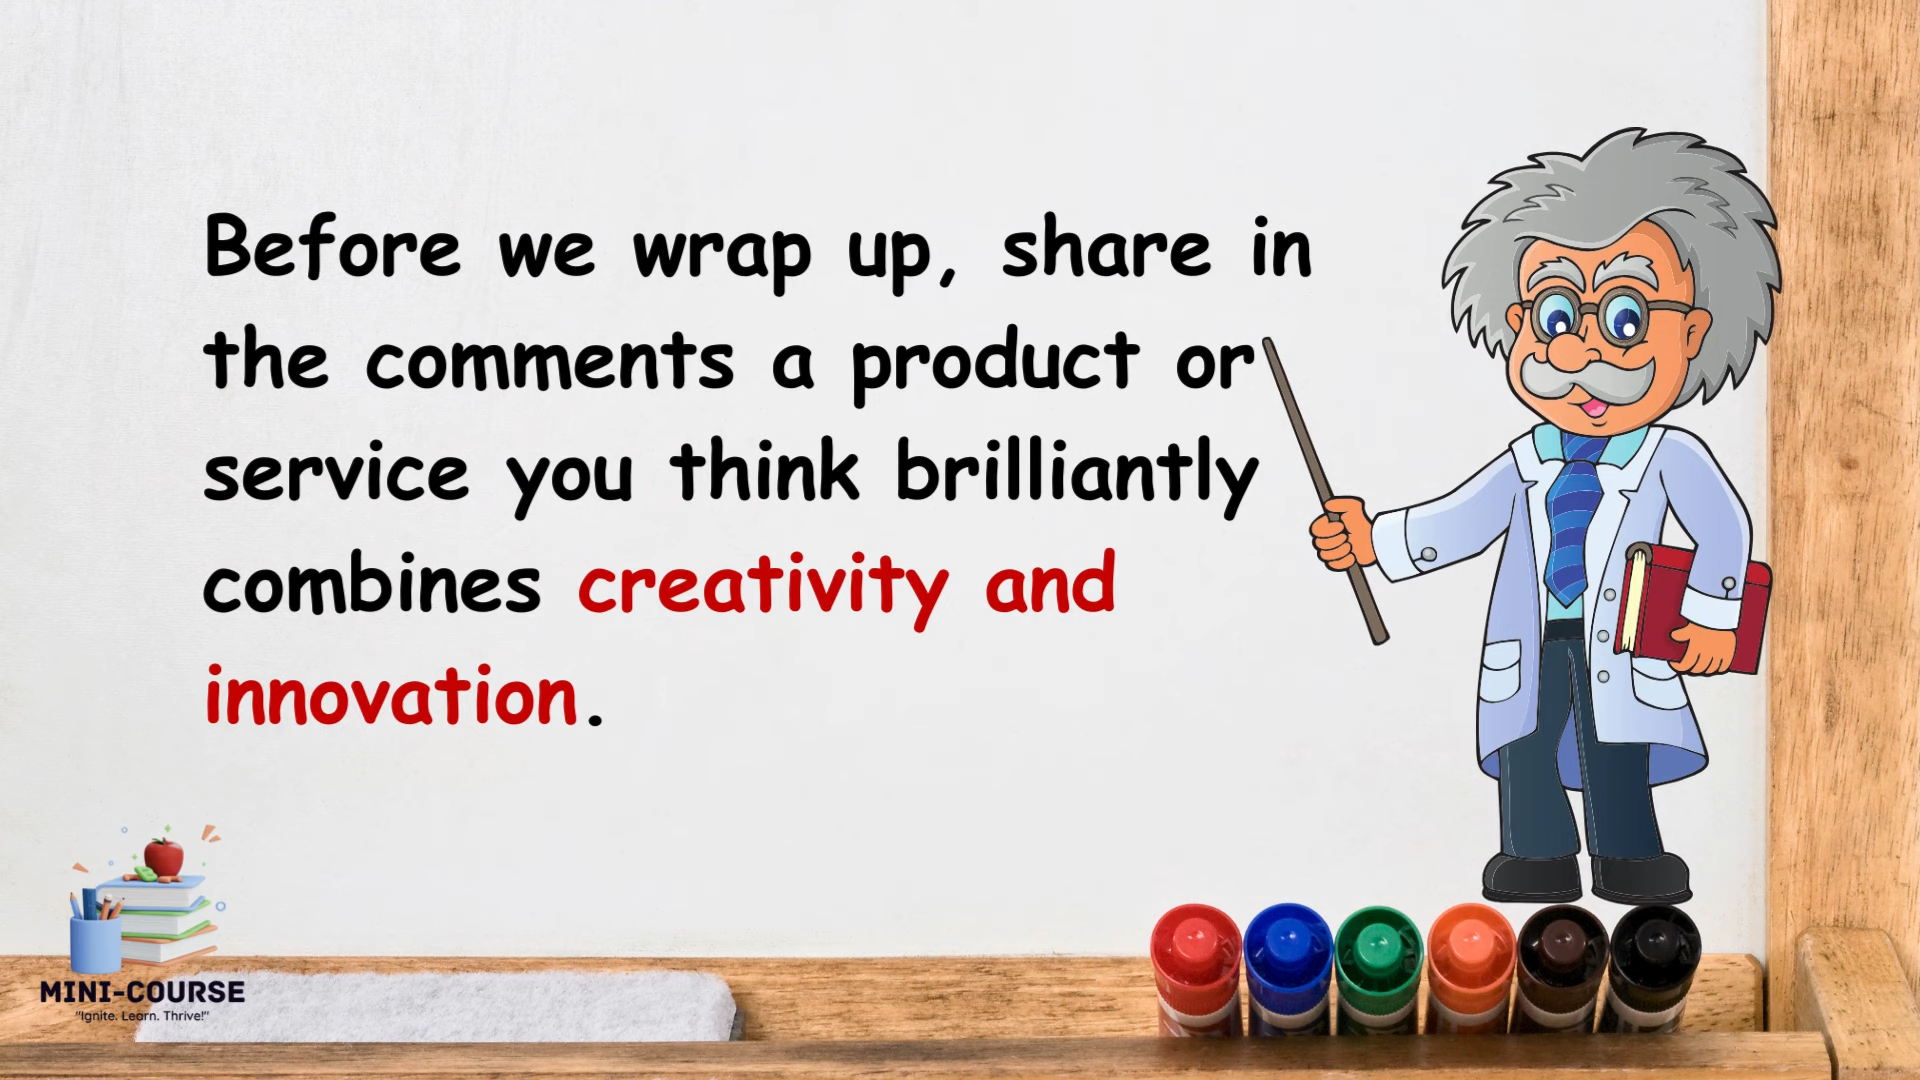 Before we wrap up, share in
the comments a product or
service you think brilliantly
combines creativity and
innovation.
MINI-COURSE
"Ignite. Learn. Thrive!"